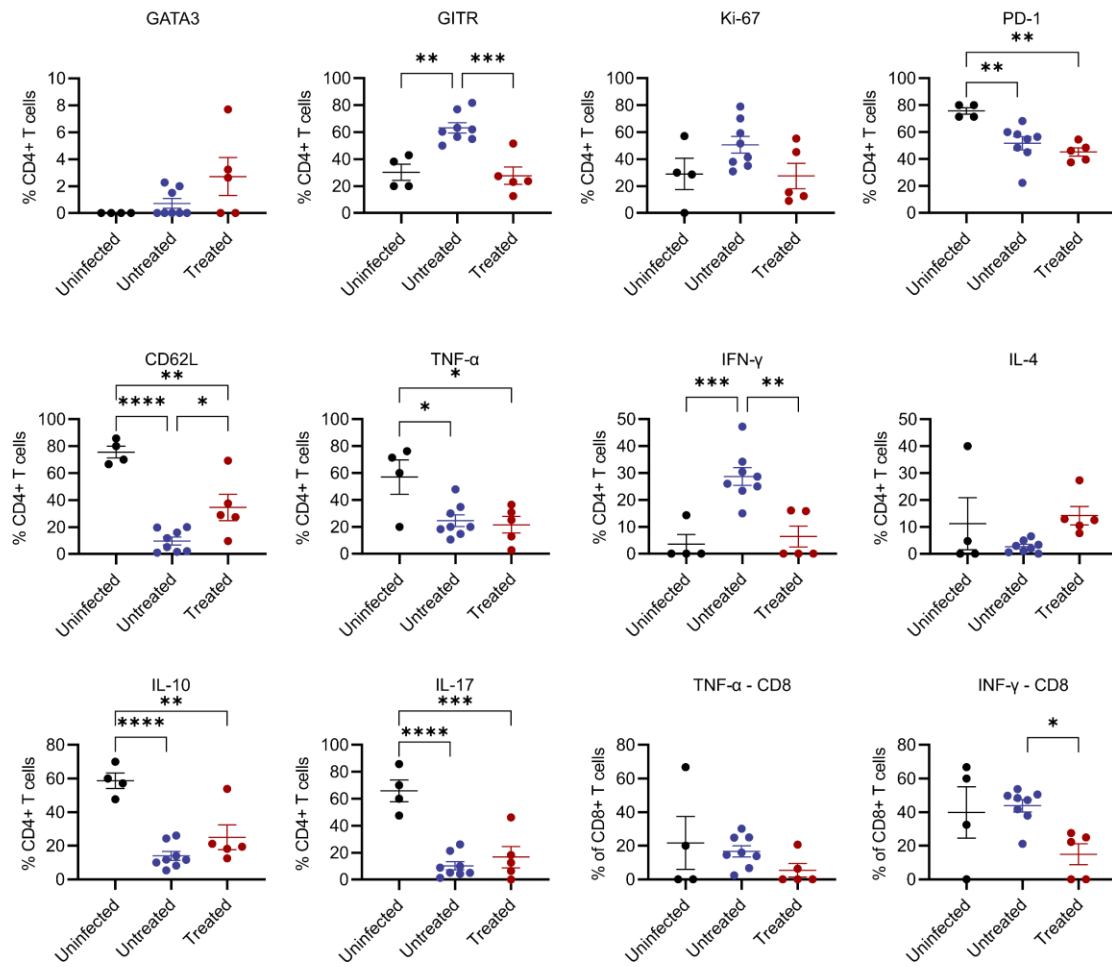 GATA3
% CD4+ T cells
10
8
6
4
2
0
Uninfected
Untreated
Treated
GITR
** ***
% CD4+ T cells
100
80
60
40
20
0
Uninfected
Untreated
Treated
Ki-67
% CD4+ T cells
100
80
60
40
20
0
Uninfected
Untreated
Treated
PD-1
**
**
% CD4+ T cells
100
80
60
40
20
0
Uninfected
Untreated
Treated
CD62L
**
**** *
% CD4+ T cells
100
80
60
40
20
0
Uninfected
Untreated
Treated
TNF-α
*
*
% CD4+ T cells
100
80
60
40
20
0
Uninfected
Untreated
Treated
IFN-γ
*** **
% CD4+ T cells
50
40
30
20
10
0
Uninfected
Untreated
Treated
IL-4
% CD4+ T cells
50
40
30
20
10
0
Uninfected
Untreated
Treated
IL-10
**
****
% CD4+ T cells
80
60
40
20
0
Uninfected
Untreated
Treated
IL-17
***
****
% CD4+ T cells
100
80
60
40
20
0
Uninfected
Untreated
Treated
TNF-α - CD8
% of CD8+ T cells
80
60
40
20
0
Uninfected
Untreated
Treated
INF-γ - CD8
*
% of CD8+ T cells
80
60
40
20
0
Uninfected
Untreated
Treated